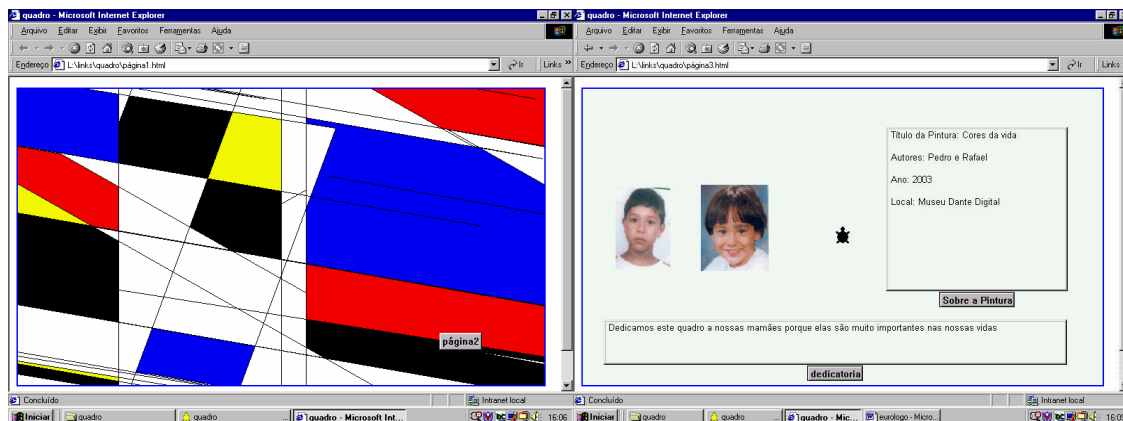 quadro - Microsoft Internet Explorer
Arquivo Editar Exibir Favoritos Ferramentas Ajuda
Endereço L:\links\quadro\página1.html Ir Links »
página2
Concluído Intranet local
Iniciar quadro quadro ... quadro - Microsoft Int... 16:06
quadro - Microsoft Internet Explorer
Arquivo Editar Exibir Favoritos Ferramentas Ajuda
Endereço L:\links\quadro\página3.html Ir Links
Título da Pintura: Cores da vida
Autores: Pedro e Rafael
Ano: 2003
Local: Museu Dante Digital
Sobre a Pintura
Dedicamos este quadro a nossas mamães porque elas são muito importantes nas nossas vidas
dedicatoria
Concluído Intranet local
Iniciar quadro quadro ... quadro - Mic... eurologo - Micro... 16:09